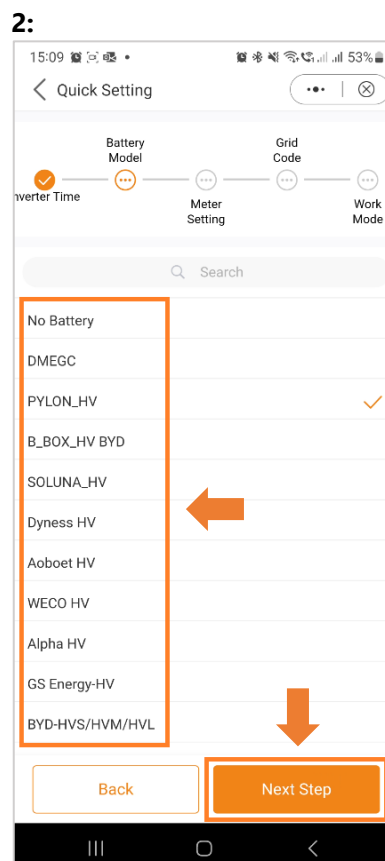 2:
15:09
53%
Quick Setting
Battery
Model
Grid
Code
nverter Time
Meter
Setting
Work
Mode
Search
No Battery
DMEGC
PYLON_HV
B_BOX_HV BYD
SOLUNA_HV
Dyness HV
Aoboet HV
WECO HV
Alpha HV
GS Energy-HV
BYD-HVS/HVM/HVL
Back
Next Step